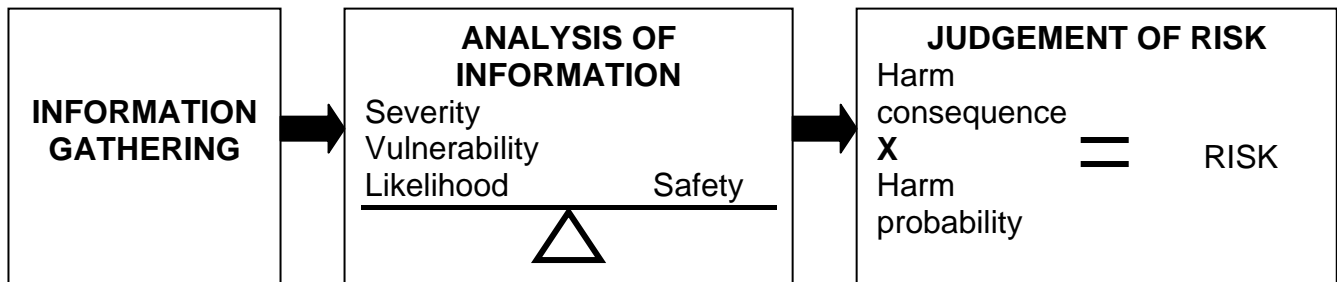 INFORMATION
GATHERING
ANALYSIS OF
INFORMATION
Severity
Vulnerability
Likelihood Safety
JUDGEMENT OF RISK
Harm
consequence
X
Harm
probability
= RISK